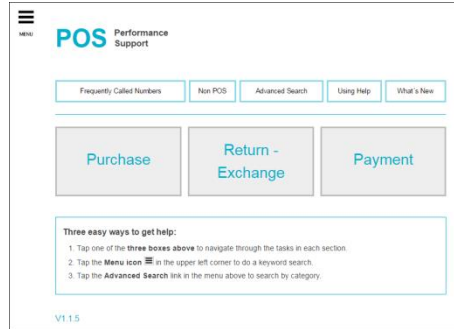 MENU
POS Performance
Support
Frequently Called Numbers
Non POS
Advanced Search
Using Help
What's New
Purchase
Return -
Exchange
Payment
Three easy ways to get help:
1. Tap one of the three boxes above to navigate through the tasks in each section.
2. Tap the Menu icon in the upper left corner to do a keyword search.
3. Tap the Advanced Search link in the menu above to search by category.
V1.1.5